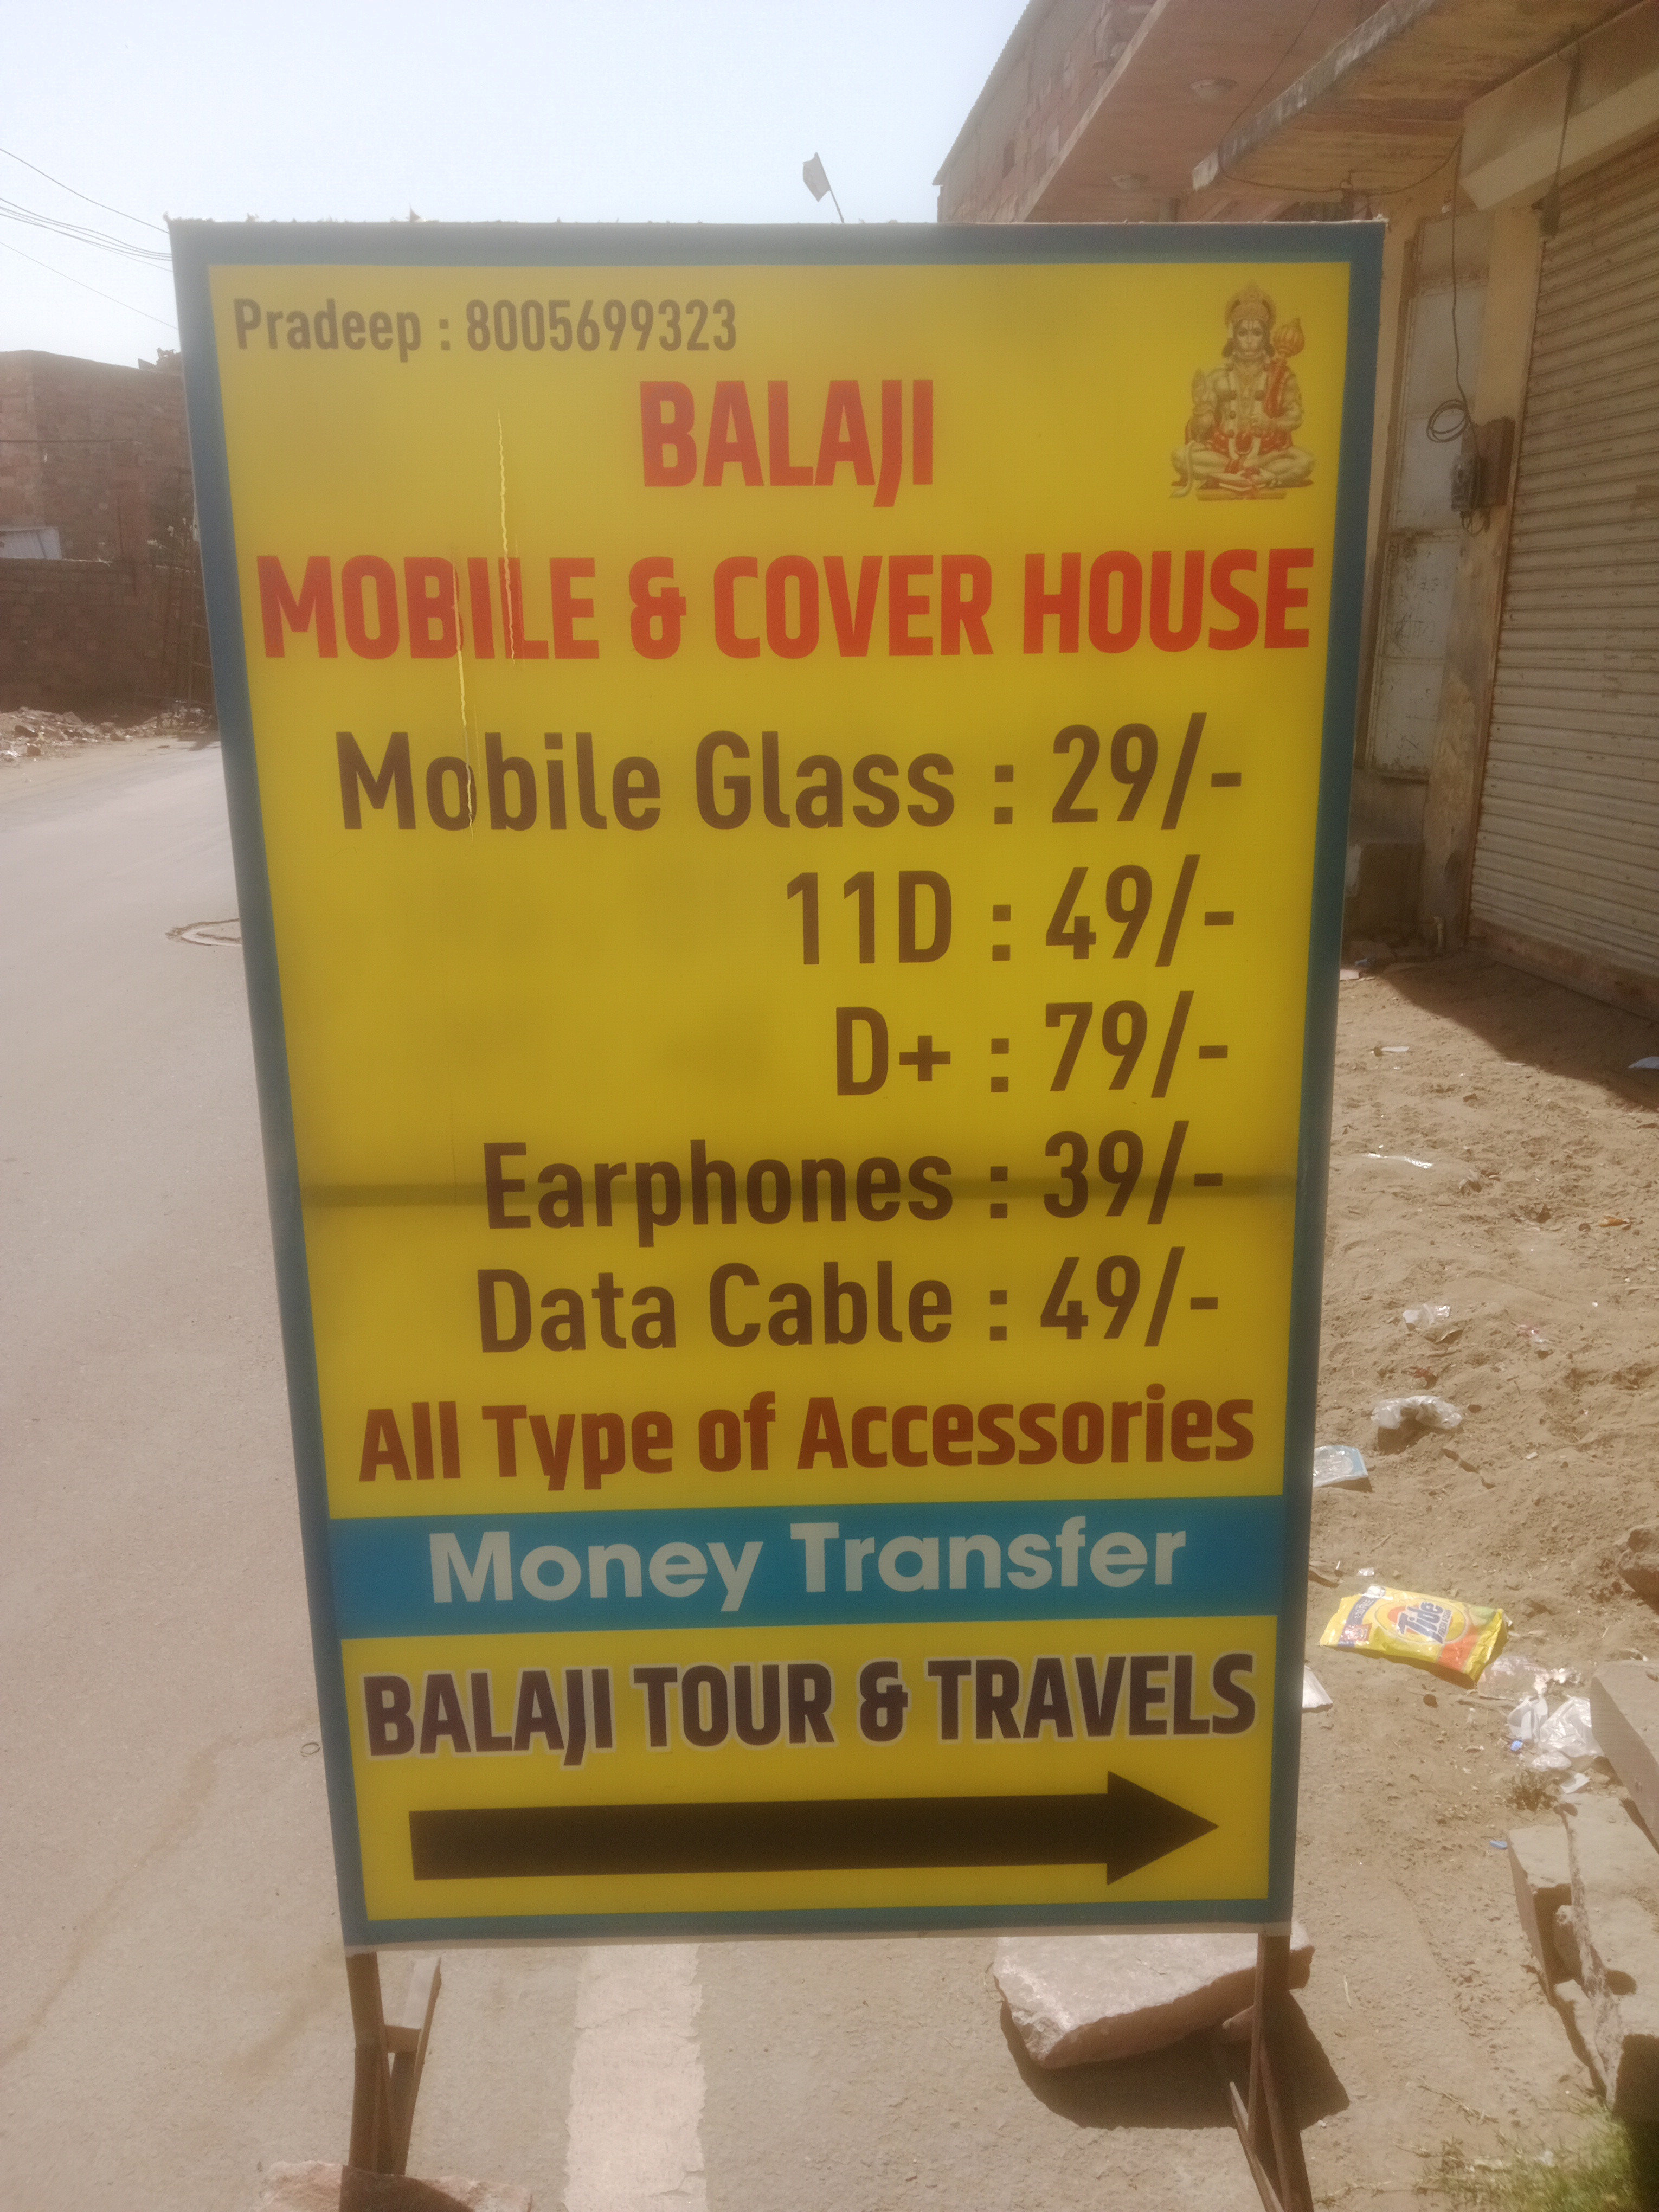 Pradeep : 8005699323
BALAJI
MOBILE & COVER HOUSE
Mobile Glass : 29/-
11D : 49/-
D+ : 79/-
Earphones : 39/-
Data Cable : 49/-
All Type of Accessories
Money Transfer
BALAJI TOUR & TRAVELS
Tide